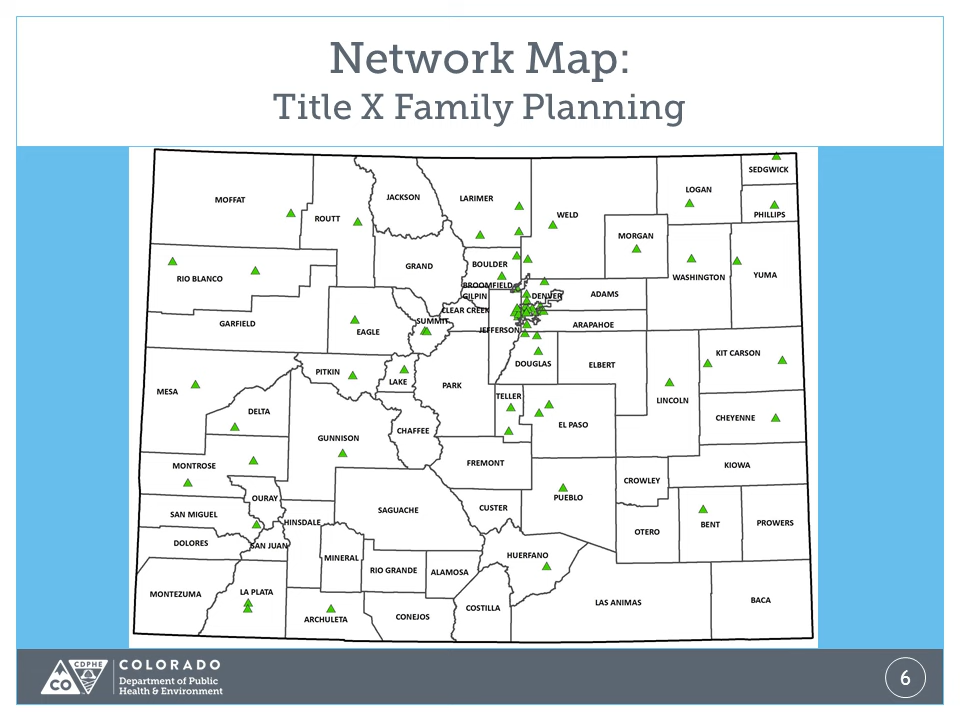 Network Map:
Title X Family Planning
SEDGWICK
LOGAN
MOFFAT
JACKSON
LARIMER
PHILLIPS
ROUTT
WELD
MORGAN
GRAND
BOULDER
RIO BLANCO
WASHINGTON
YUMA
BROOMFIELD
GILPIN
DENVER
ADAMS
CLEAR CREEK
GARFIELD
EAGLE
SUMMIT
JEFFERSON
ARAPAHOE
KIT CARSON
DOUGLAS
ELBERT
PITKIN
LAKE
PARK
MESA
TELLER
LINCOLN
DELTA
CHEYENNE
EL PASO
CHAFFEE
GUNNISON
MONTROSE
FREMONT
KIOWA
CROWLEY
OURAY
PUEBLO
SAGUACHE
CUSTER
SAN MIGUEL
HINSDALE
BENT
PROWERS
OTERO
DOLORES
SAN JUAN
HUERFANO
MINERAL
RIO GRANDE
ALAMOSA
MONTEZUMA
LA PLATA
LAS ANIMAS
BACA
COSTILLA
ARCHULETA
CONEJOS
CDPHE
CO
COLORADO
Department of Public
Health & Environment
6